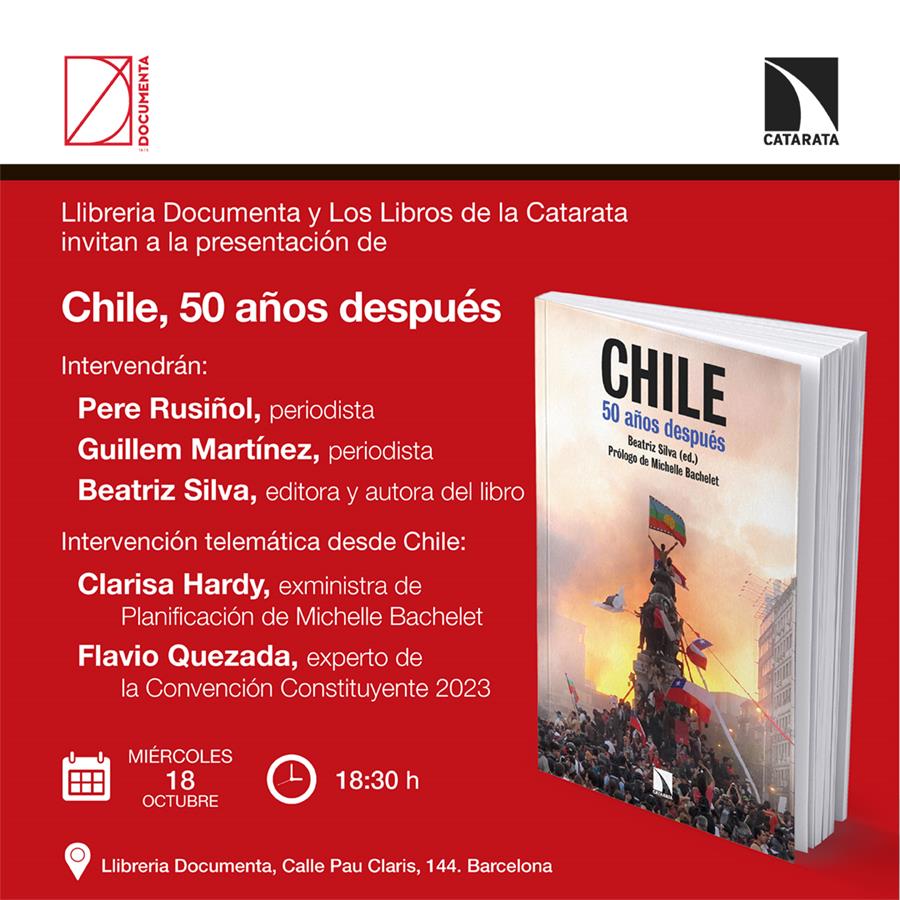 DOCUMENTA
CATARATA
Llibreria Documenta y Los Libros de la Catarata
invitan a la presentación de
Chile, 50 años después
Intervendrán:
Pere Rusiñol, periodista
Guillem Martínez, periodista
Beatriz Silva, editora y autora del libro
Intervención telemática desde Chile:
Clarisa Hardy, exministra de
Planificación de Michelle Bachelet
Flavio Quezada, experto de
la Convención Constituyente 2023
MIÉRCOLES
18
OCTUBRE
18:30 h
Llibreria Documenta, Calle Pau Claris, 144. Barcelona
CHILE
50 años después
Beatriz Silva (ed.)
Prólogo de Michelle Bachelet
CATARATA